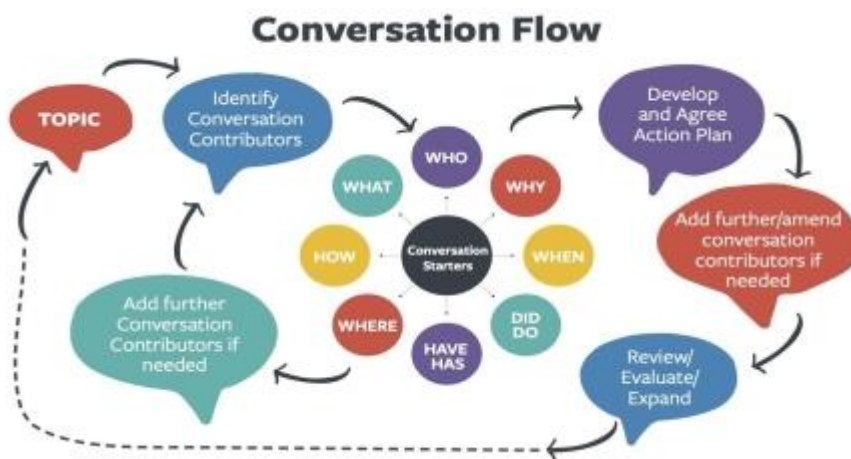 Conversation Flow
TOPIC
Identify
Conversation
Contributors
WHO
WHY
WHEN
DID
DO
HAVE
HAS
WHERE
HOW
WHAT
Conversation
Starters
Add further
Conversation
Contributors if
needed
Develop
and Agree
Action Plan
Add further/amend
conversation
contributors if
needed
Review/
Evaluate/
Expand